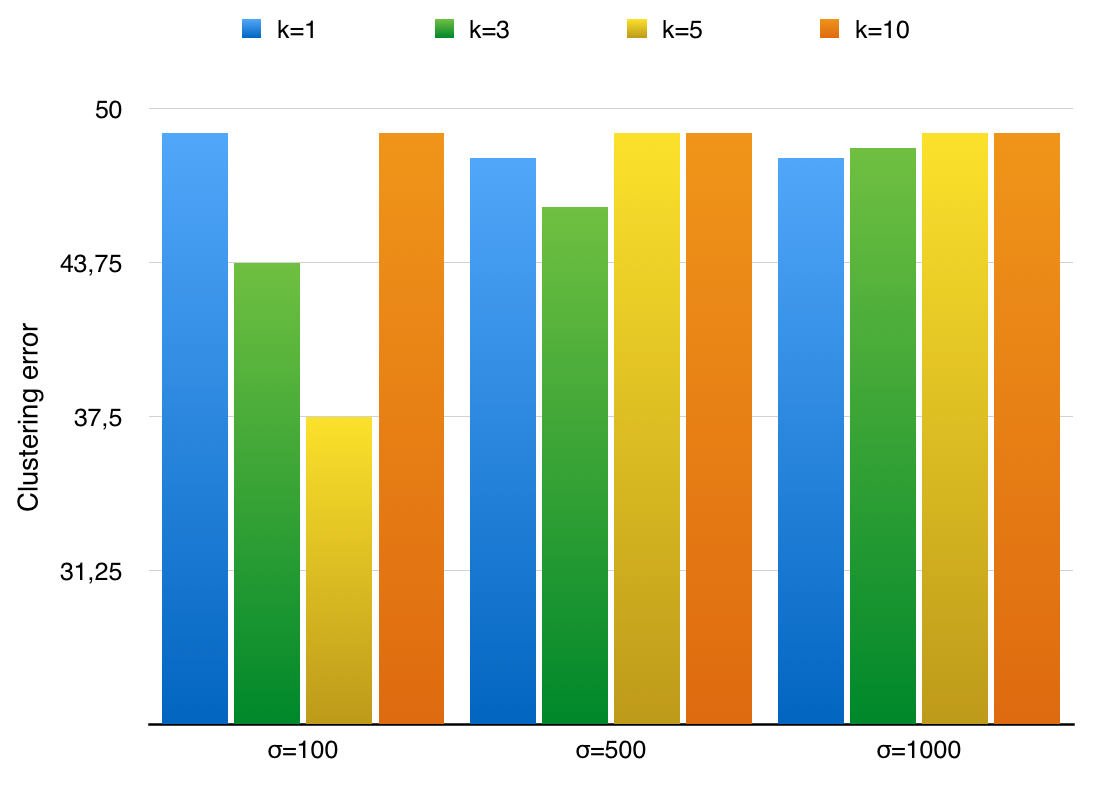 k=1 k=3 k=5 k=10
50
43,75
37,5
31,25
Clustering error
σ=100 σ=500 σ=1000